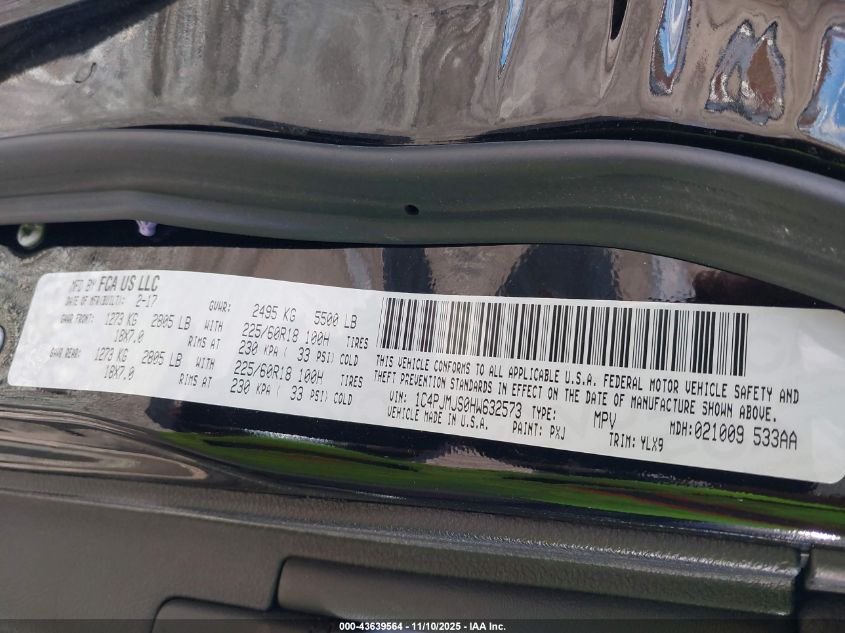 MFD BY FCA US LLC
DATE OF MFR(BUILT): 2-17 GVWR: 2495 KG 5500 LB
GAWR FRONT: 1273 KG 2805 LB WITH 225/60R18 100H TIRES
18X7.0 RIMS AT 230 KPA ( 33 PSI) COLD
GAWR REAR: 1273 KG 2805 LB WITH 225/60R18 100H TIRES
18X7.0 RIMS AT 230 KPA ( 33 PSI) COLD
THIS VEHICLE CONFORMS TO ALL APPLICABLE U.S.A. FEDERAL MOTOR VEHICLE SAFETY AND
THEFT PREVENTION STANDARDS IN EFFECT ON THE DATE OF MANUFACTURE SHOWN ABOVE.
VIN: 1C4PJMJS0HW632573 TYPE: MPV MDH:021009 533AA
VEHICLE MADE IN U.S.A. PAINT: PXJ TRIM: YLX9
000-43639564 - 11/10/2025 - IAA Inc.